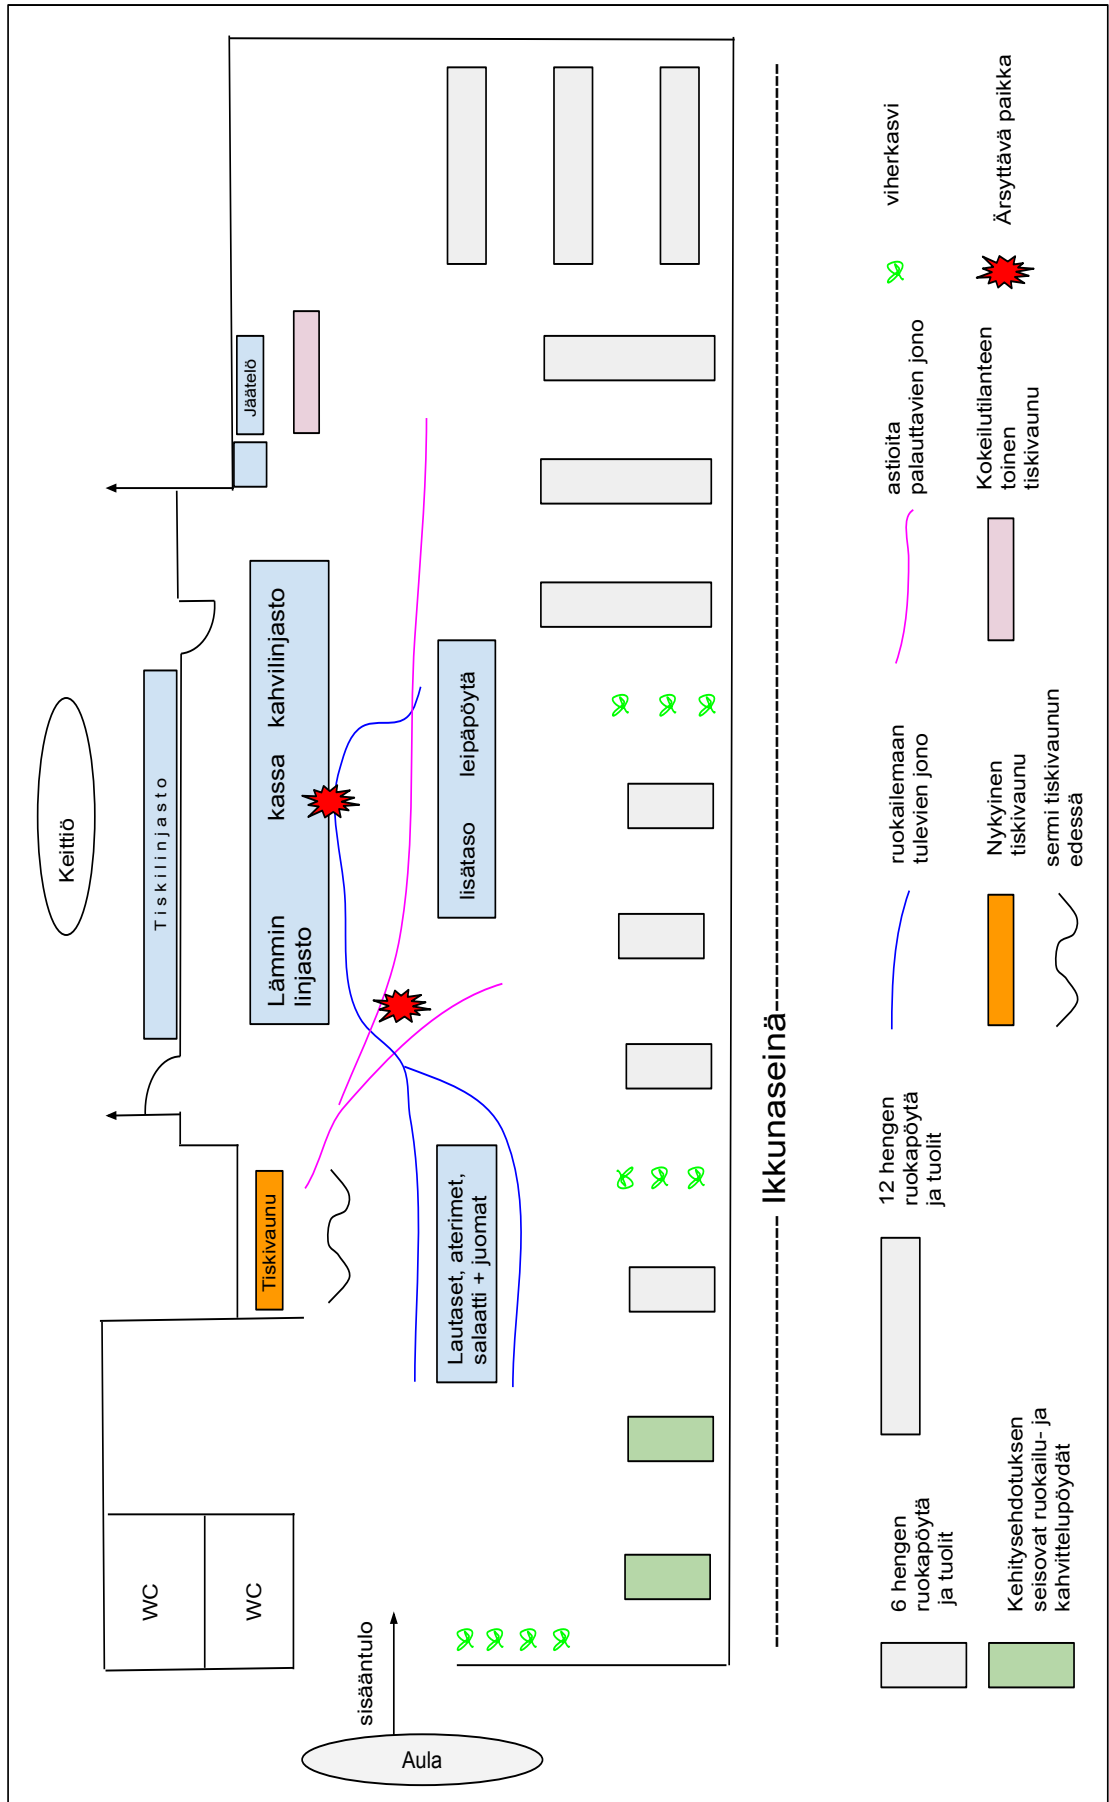 Keittiö
Tiskilinjasto
Lämmin
linjasto
kassa
kahvilinjasto
Jäätelö
Tiskivaunu
lisätaso
leipäpöytä
Lautaset, aterimet,
salaatti + juomat
WC
WC
sisääntulo
Aula
Ikkunaseinä
6 hengen
ruokapöytä
ja tuolit
12 hengen
ruokapöytä
ja tuolit
ruokailemaan
tulevien jono
astioita
palauttavien jono
viherkasvi
Kehitysehdotuksen
seisovat ruokailu- ja
kahvittelupöydät
Nykyinen
tiskivaunu
sermi tiskivaunun
edessä
Kokeilutilanteen
toinen
tiskivaunu
Ärsyttävä paikka